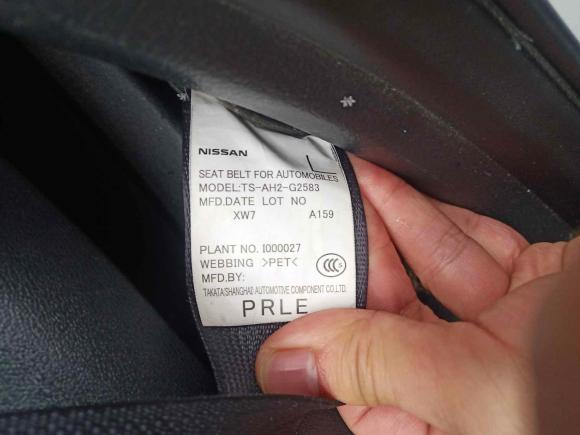 NISSAN
L
SEAT BELT FOR AUTOMOBILES
MODEL:TS-AH2-G2583
MFD.DATE LOT NO
XW7 A159
PLANT NO. I000027
WEBBING >PET<
CCC S
MFD.BY:
TAKATA(SHANGHAI) AUTOMOTIVE COMPONENT CO.,LTD.
PRLE